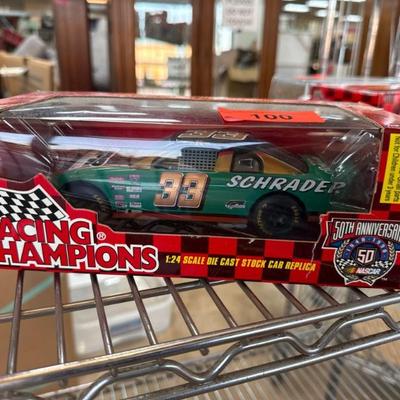 100
33
SCHRADER
RACING
CHAMPIONS®
1:24 SCALE DIE CAST STOCK CAR REPLICA
50TH ANNIVERSARY
50
NASCAR